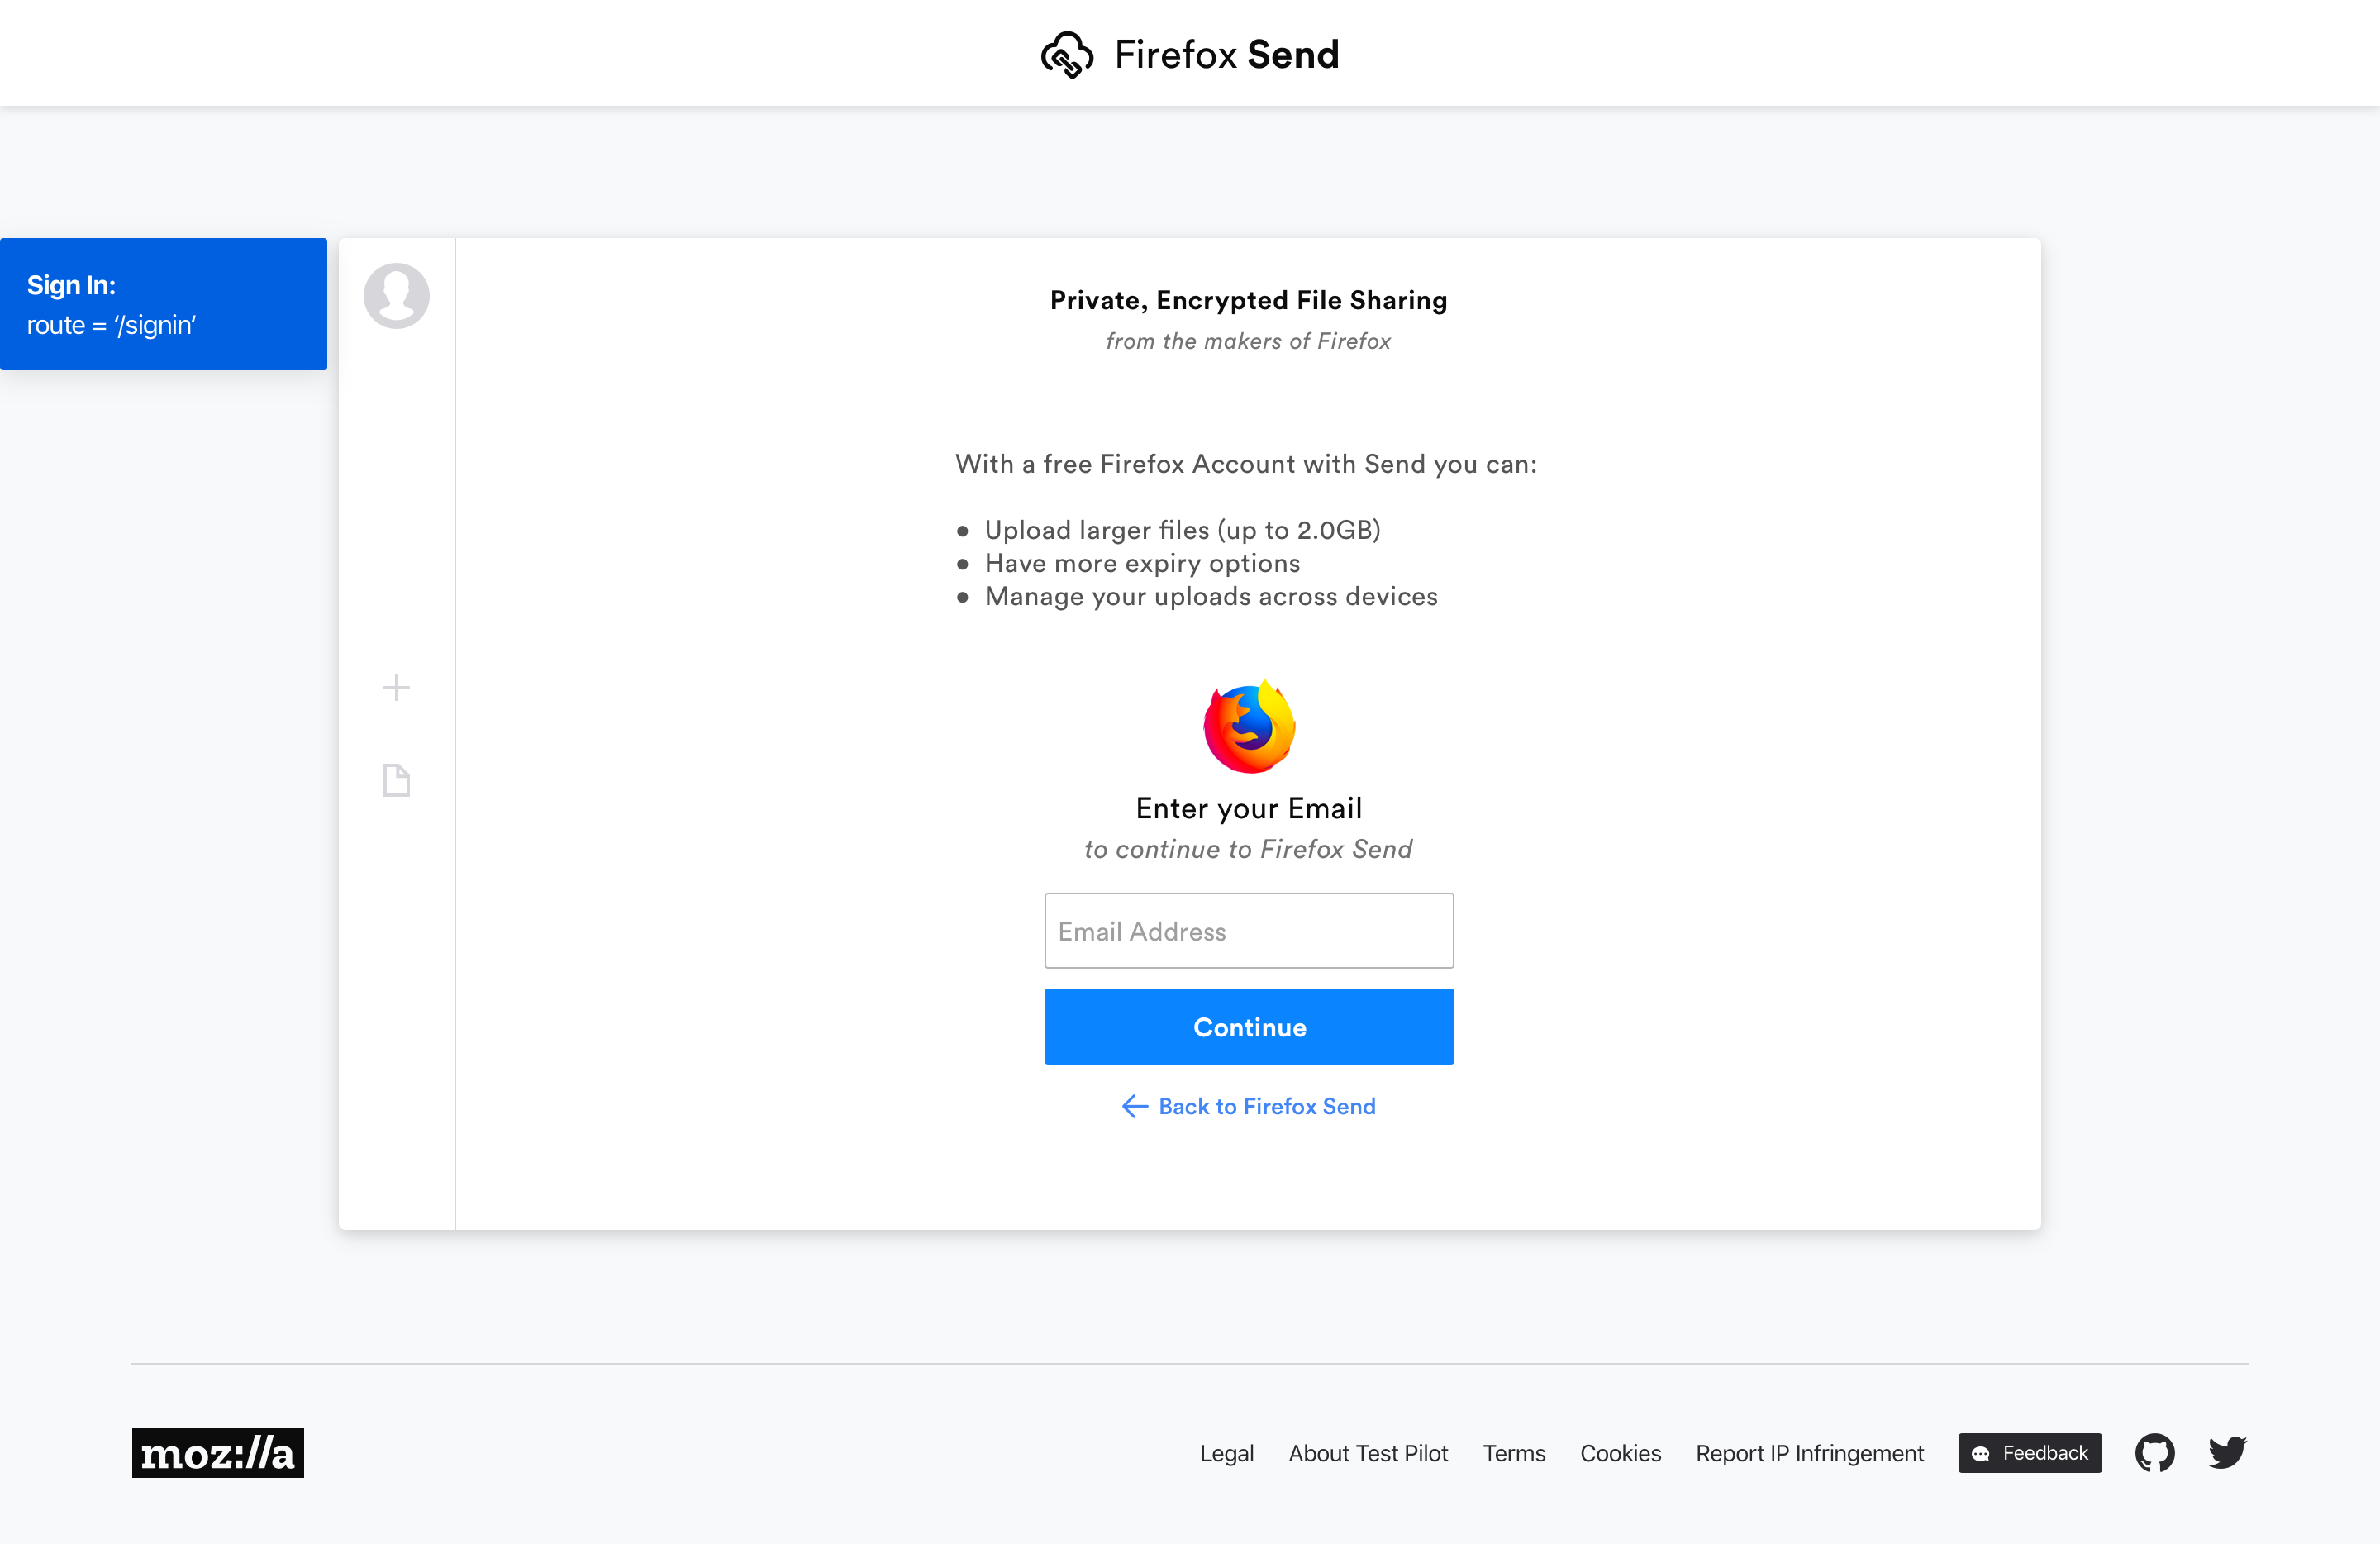 Firefox Send
Sign In:
route = ‘/signin‘
Private, Encrypted File Sharing
from the makers of Firefox
With a free Firefox Account with Send you can:
● Upload larger files (up to 2.0GB)
● Have more expiry options
● Manage your uploads across devices
Enter your Email
to continue to Firefox Send
Email Address
Continue
← Back to Firefox Send
moz://a
Legal About Test Pilot Terms Cookies Report IP Infringement Feedback